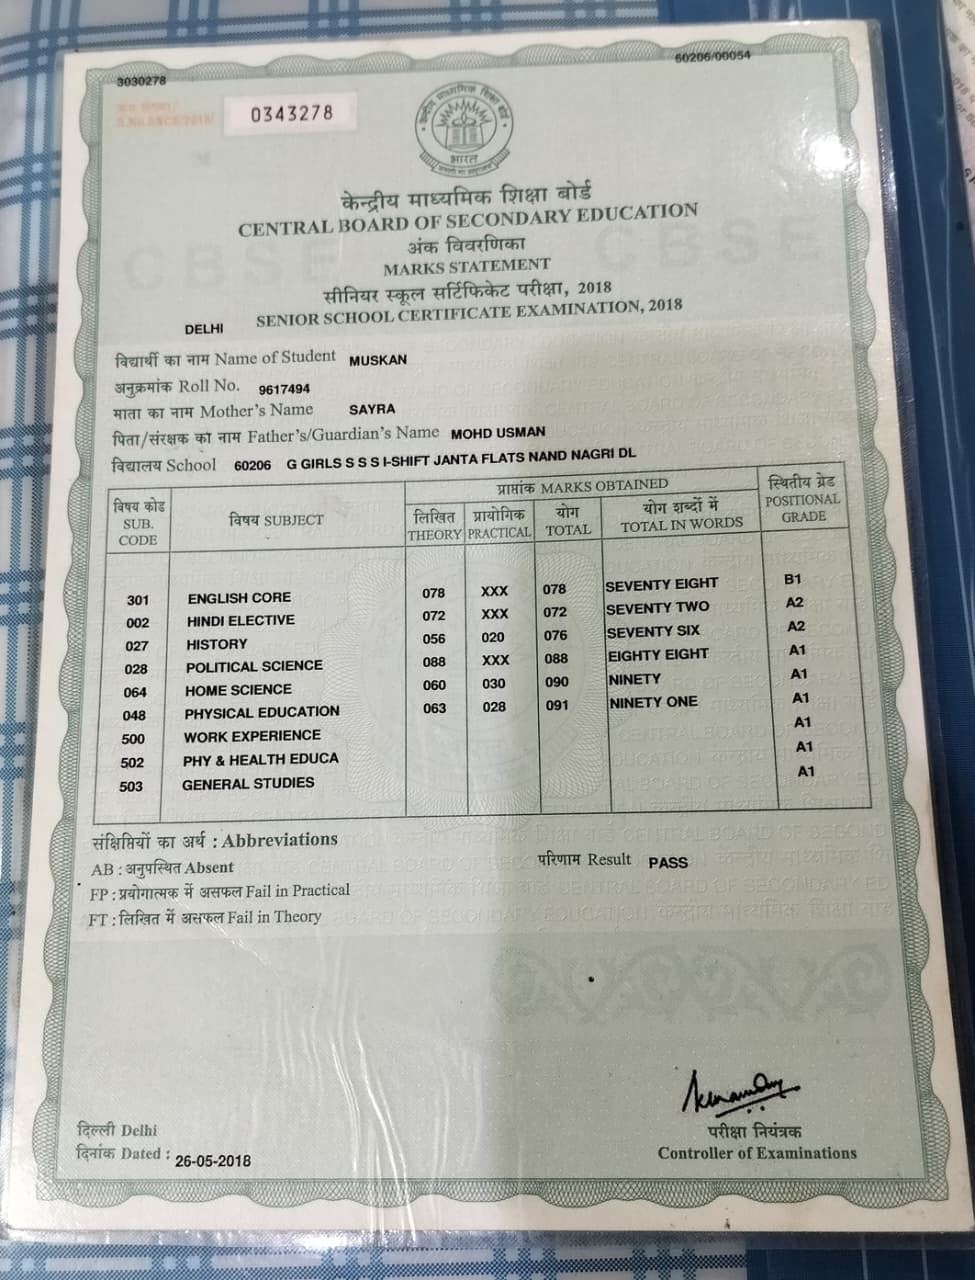 3030278
60206/00054
0343278
भारत
केन्द्रीय माध्यमिक शिक्षा बोर्ड
CENTRAL BOARD OF SECONDARY EDUCATION
अंक विवरणिका
MARKS STATEMENT
सीनियर स्कूल सर्टिफिकेट परीक्षा, 2018
SENIOR SCHOOL CERTIFICATE EXAMINATION, 2018
DELHI
विद्यार्थी का नाम Name of Student MUSKAN
अनुक्रमांक Roll No. 9617494
माता का नाम Mother's Name SAYRA
पिता/संरक्षक का नाम Father's/Guardian's Name MOHD USMAN
विद्यालय School 60206 G GIRLS S S S I-SHIFT JANTA FLATS NAND NAGRI DL
विषय कोड SUB. CODE
विषय SUBJECT
प्राप्तांक MARKS OBTAINED
लिखित THEORY
प्रायोगिक PRACTICAL
योग TOTAL
योग शब्दों में TOTAL IN WORDS
स्थितीय ग्रेड POSITIONAL GRADE
301 ENGLISH CORE 078 XXX 078 SEVENTY EIGHT B1
002 HINDI ELECTIVE 072 XXX 072 SEVENTY TWO A2
027 HISTORY 056 020 076 SEVENTY SIX A2
028 POLITICAL SCIENCE 088 XXX 088 EIGHTY EIGHT A1
064 HOME SCIENCE 060 030 090 NINETY A1
048 PHYSICAL EDUCATION 063 028 091 NINETY ONE A1
500 WORK EXPERIENCE A1
502 PHY & HEALTH EDUCA A1
503 GENERAL STUDIES A1
संक्षिप्तियों का अर्थ : Abbreviations
AB : अनुपस्थित Absent
परिणाम Result PASS
FP : प्रयोगात्मक में असफल Fail in Practical
FT : लिखित में असफल Fail in Theory
दिल्ली Delhi
दिनांक Dated : 26-05-2018
परीक्षा नियंत्रक
Controller of Examinations